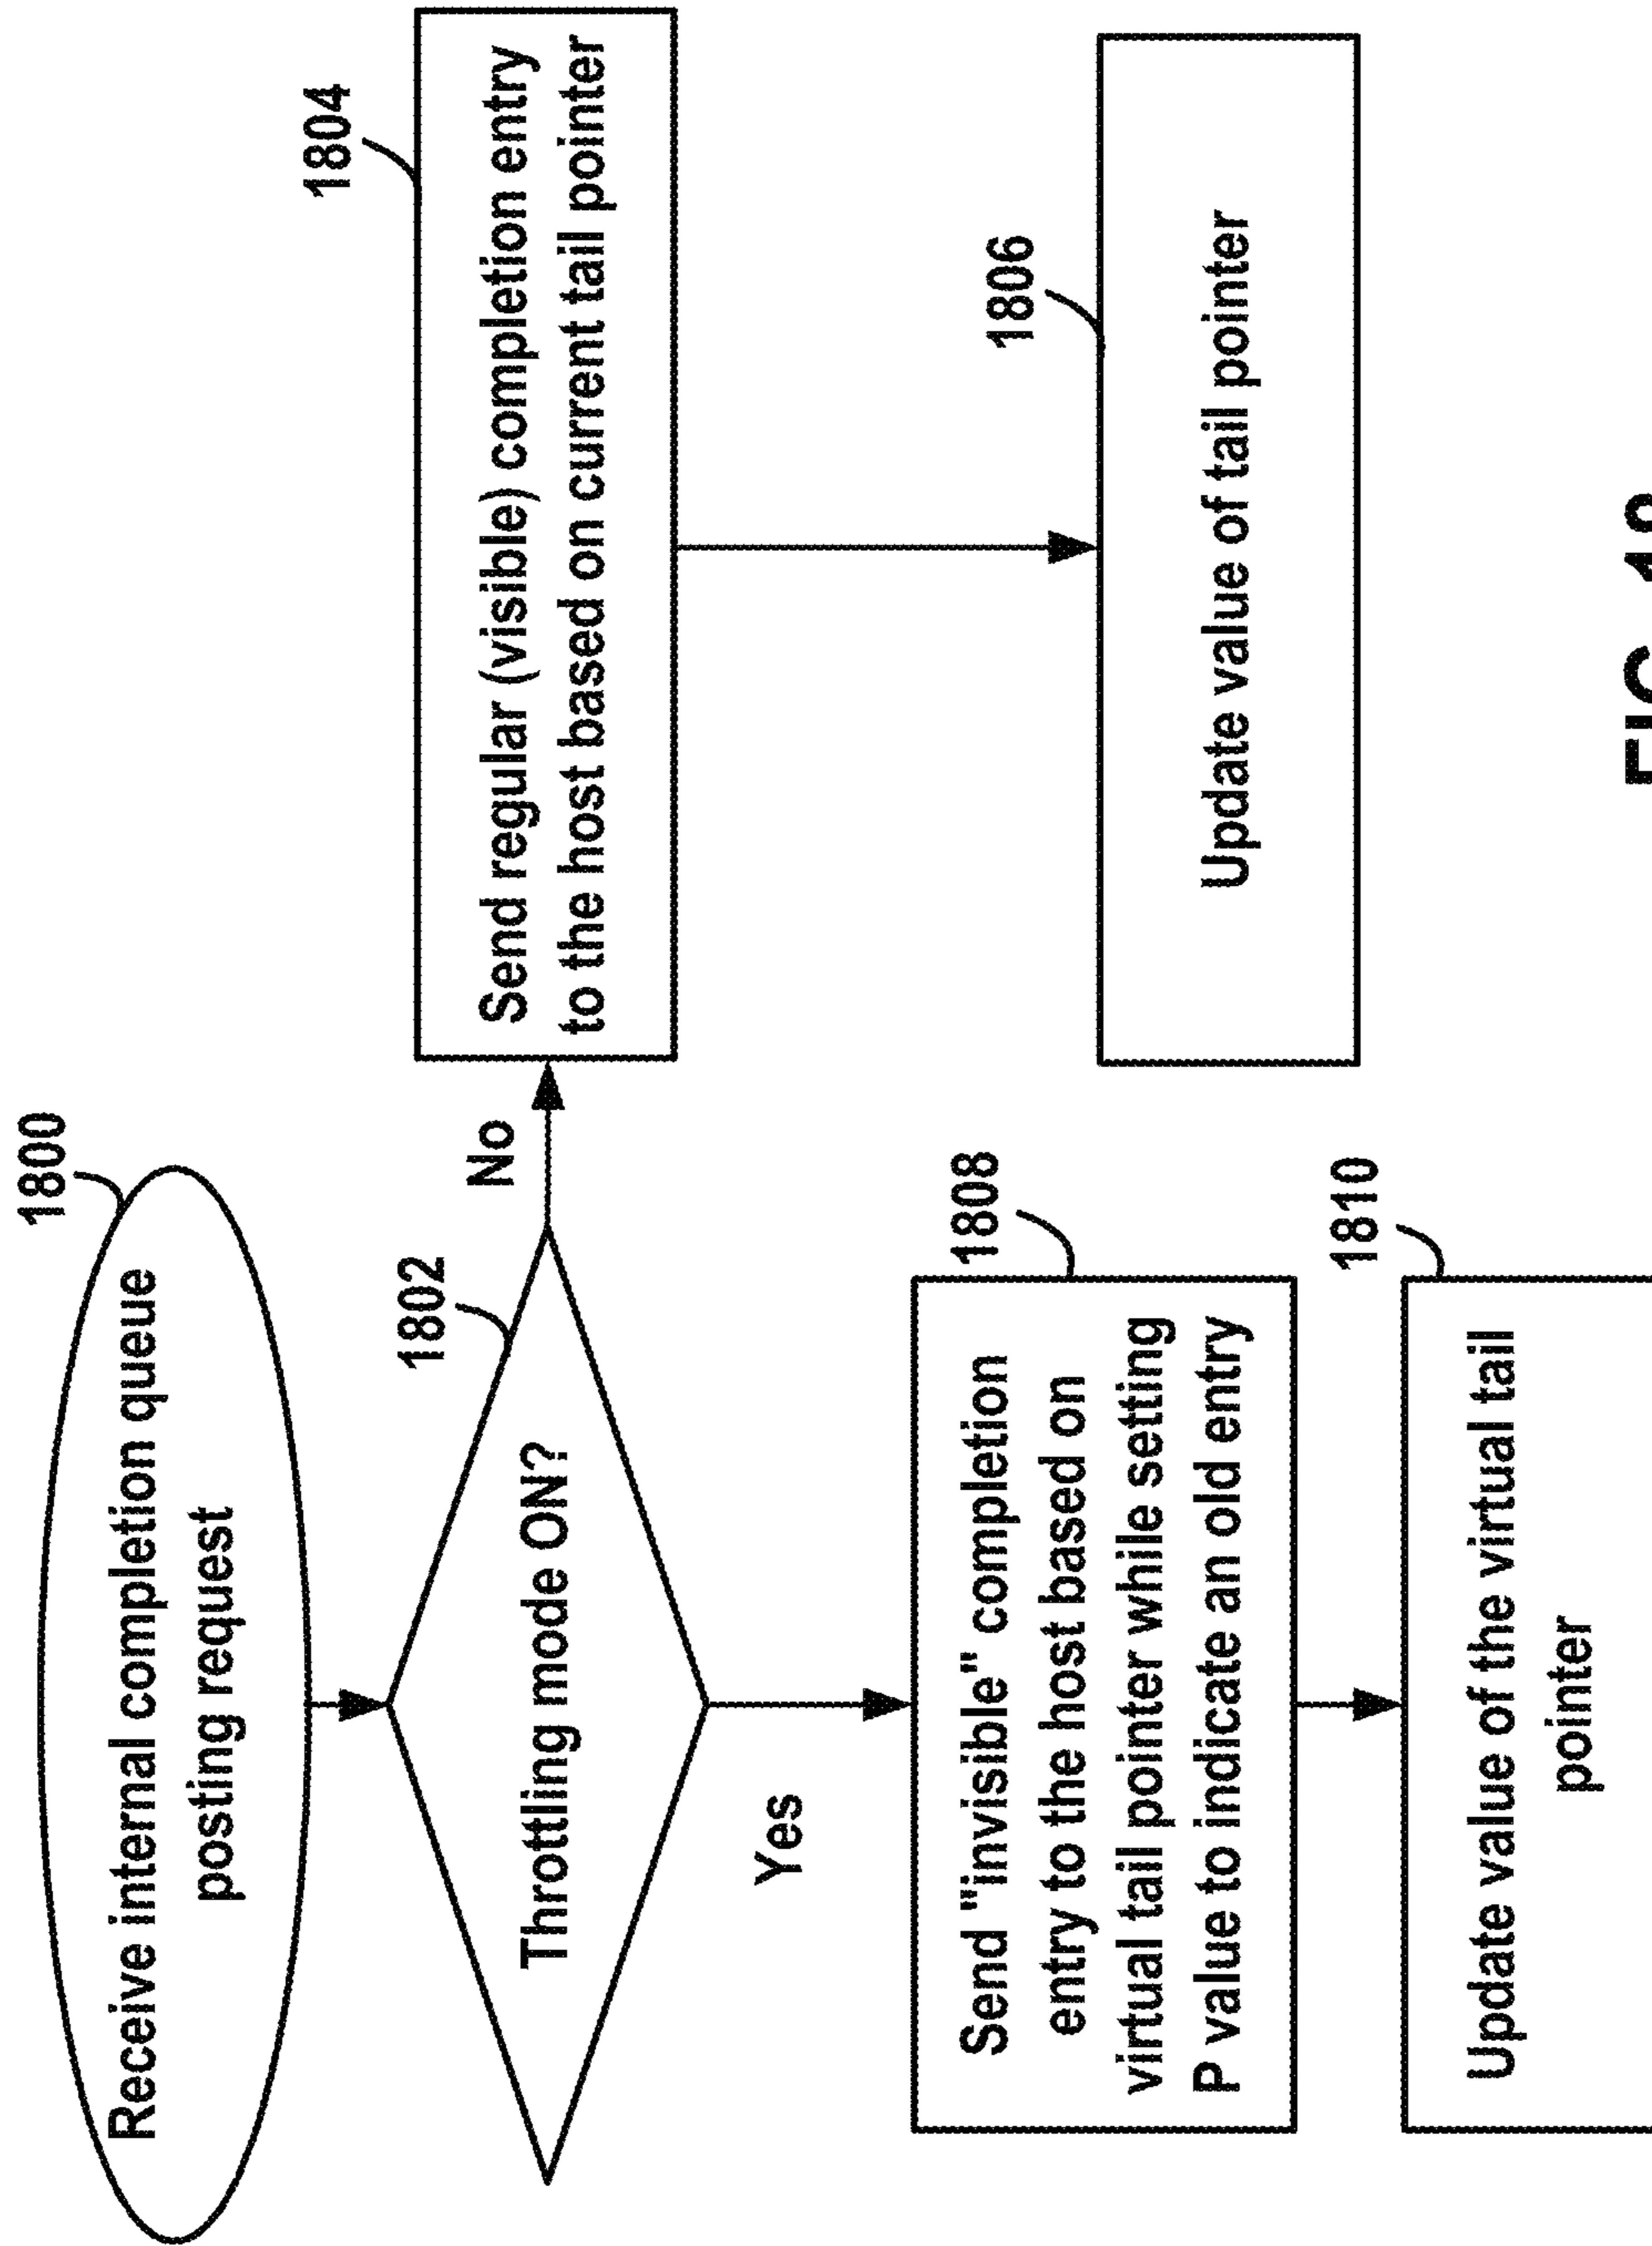 1800
Receive internal completion queue
posting request
1802
Throttling mode ON?
No
1804
Send regular (visible) completion entry
to the host based on current tail pointer
1806
Update value of tail pointer
Yes
1808
Send "invisible" completion
entry to the host based on
virtual tail pointer while setting
P value to indicate an old entry
1810
Update value of the virtual tail
pointer
FIG.